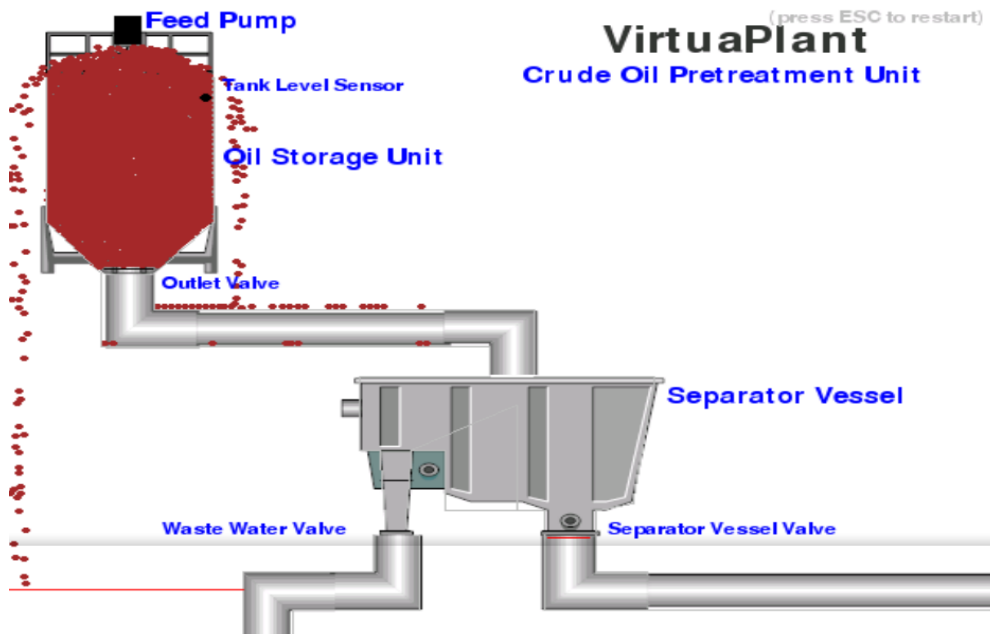 Feed Pump
(press ESC to restart)
VirtuaPlant
Crude Oil Pretreatment Unit
Tank Level Sensor
Oil Storage Unit
Outlet Valve
Separator Vessel
Waste Water Valve
Separator Vessel Valve